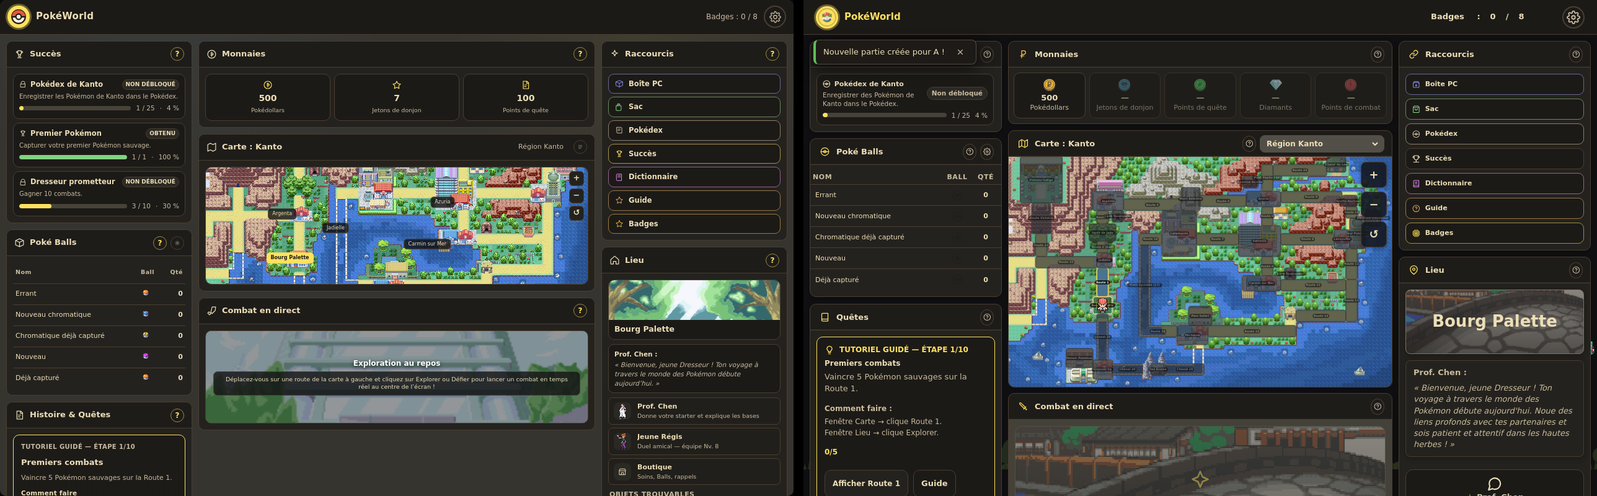 PokéWorld
Badges : 0 / 8
Succès
?
Pokédex de Kanto
NON DÉBLOQUÉ
Enregistrer les Pokémon de Kanto dans le Pokédex.
1 / 25 · 4 %
Premier Pokémon
OBTENU
Capturer votre premier Pokémon sauvage.
1 / 1 · 100 %
Dresseur prometteur
NON DÉBLOQUÉ
Gagner 10 combats.
3 / 10 · 30 %
Poké Balls
?
Nom Ball Qté
Errant 0
Nouveau chromatique 0
Chromatique déjà capturé 0
Nouveau 0
Déjà capturé 0
Histoire & Quêtes
?
TUTORIEL GUIDÉ — ÉTAPE 1/10
Premiers combats
Vaincre 5 Pokémon sauvages sur la Route 1.
Comment faire
Monnaies
?
500
Pokédollars
7
Jetons de donjon
100
Points de quête
Carte : Kanto
Région Kanto
+
−
↺
Azuria
Argenta
Jadielle
Carmin sur Mer
Bourg Palette
Combat en direct
?
Exploration au repos
Déplacez-vous sur une route de la carte à gauche et cliquez sur Explorer ou Défier pour lancer un combat en temps
réel au centre de l'écran !
Raccourcis
?
Boîte PC
Sac
Pokédex
Succès
Dictionnaire
Guide
Badges
Lieu
?
Bourg Palette
Prof. Chen :
« Bienvenue, jeune Dresseur ! Ton voyage à
travers le monde des Pokémon débute
aujourd'hui. »
Prof. Chen
Donne votre starter et explique les bases
Jeune Régis
Duel amical — équipe Nv. 8
Boutique
Soins, Balls, rappels
OBJETS TROUVABLES
PokéWorld
Badges : 0 / 8
Nouvelle partie créée pour A !
×
?
Pokédex de Kanto
Enregistrer des Pokémon de
Kanto dans le Pokédex.
Non débloqué
1 / 25 4 %
Poké Balls
?
NOM BALL QTÉ
Errant 0
Nouveau chromatique 0
Chromatique déjà capturé 0
Nouveau 0
Déjà capturé 0
Quêtes
?
TUTORIEL GUIDÉ — ÉTAPE 1/10
Premiers combats
Vaincre 5 Pokémon sauvages sur la
Route 1.
Comment faire :
Fenêtre Carte → clique Route 1.
Fenêtre Lieu → clique Explorer.
0/5
Afficher Route 1
Guide
Monnaies
?
500
Pokédollars
—
Jetons de donjon
—
Points de quête
—
Diamants
—
Points de combat
Carte : Kanto
?
Région Kanto
+
−
↺
Combat en direct
?
Raccourcis
?
Boîte PC
Sac
Pokédex
Succès
Dictionnaire
Guide
Badges
Lieu
?
Bourg Palette
Prof. Chen :
« Bienvenue, jeune Dresseur ! Ton
voyage à travers le monde des
Pokémon débute aujourd'hui. Noue des
liens profonds avec tes partenaires et
sois patient et attentif dans les hautes
herbes ! »